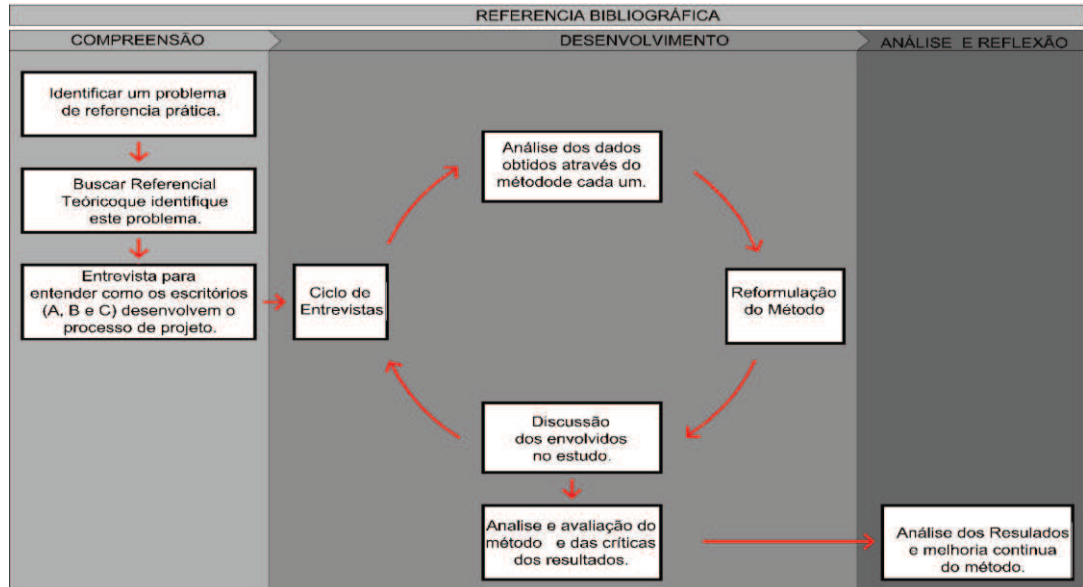 REFERENCIA BIBLIOGRÁFICA
COMPREENSÃO
DESENVOLVIMENTO
ANÁLISE E REFLEXÃO
Identificar um problema
de referencia prática.
Buscar Referencial
Teóricoque identifique
este problema.
Entrevista para
entender como os escritórios
(A, B e C) desenvolvem o
processo de projeto.
Ciclo de
Entrevistas
Análise dos dados
obtidos através do
métodode cada um.
Reformulação
do Método
Discussão
dos envolvidos
no estudo.
Analise e avaliação do
método e das críticas
dos resultados.
Análise dos Resulados
e melhoria continua
do método.